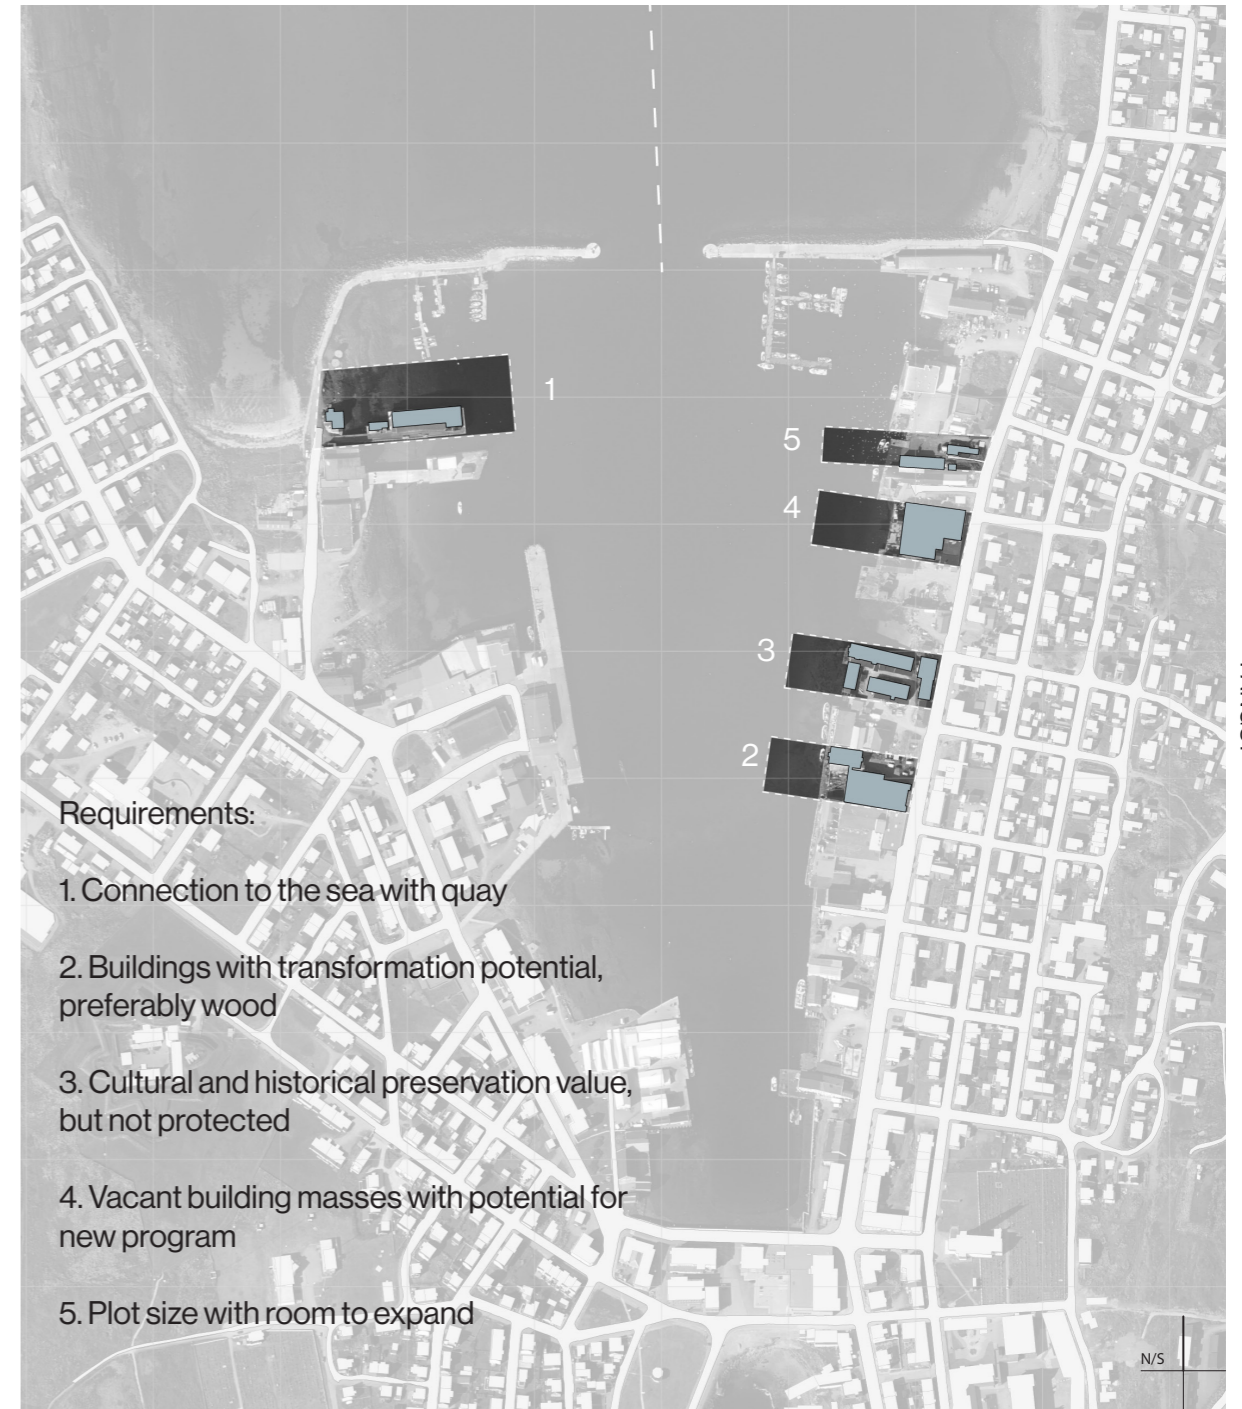 1
5
4
3
2
Requirements:
1. Connection to the sea with quay
2. Buildings with transformation potential,
preferably wood
3. Cultural and historical preservation value,
but not protected
4. Vacant building masses with potential for
new program
5. Plot size with room to expand
N/S